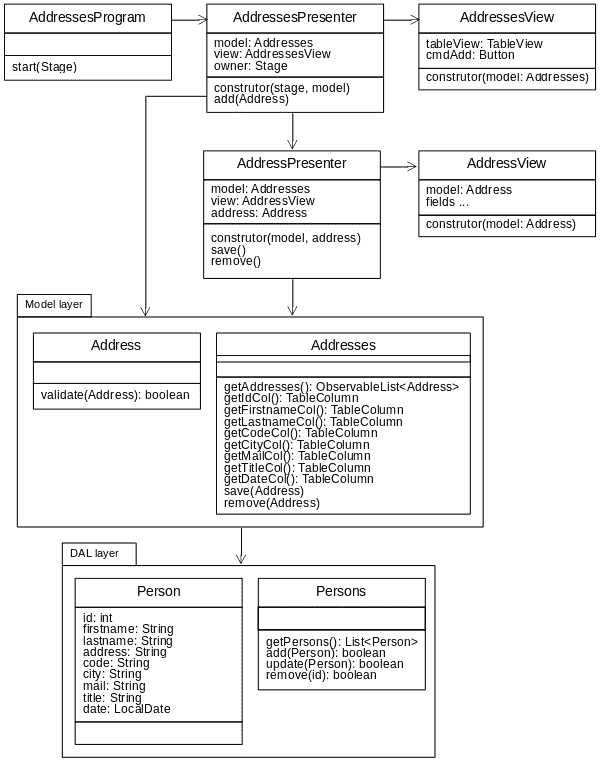 AddressesProgram
start(Stage)
AddressesPresenter
model: Addresses
view: AddressesView
owner: Stage
construtor(stage, model)
add(Address)
AddressesView
tableView: TableView
cmdAdd: Button
construtor(model: Addresses)
AddressPresenter
model: Addresses
view: AddressView
address: Address
construtor(model, address)
save()
remove()
AddressView
model: Address
fields ...
construtor(model: Address)
Model layer
Address
validate(Address): boolean
Addresses
getAddresses(): ObservableList<Address>
getIdCol(): TableColumn
getFirstnameCol(): TableColumn
getLastnameCol(): TableColumn
getCodeCol(): TableColumn
getCityCol(): TableColumn
getMailCol(): TableColumn
getTitleCol(): TableColumn
getDateCol(): TableColumn
save(Address)
remove(Address)
DAL layer
Person
id: int
firstname: String
lastname: String
address: String
code: String
city: String
mail: String
title: String
date: LocalDate
Persons
getPersons(): List<Person>
add(Person): boolean
update(Person): boolean
remove(id): boolean